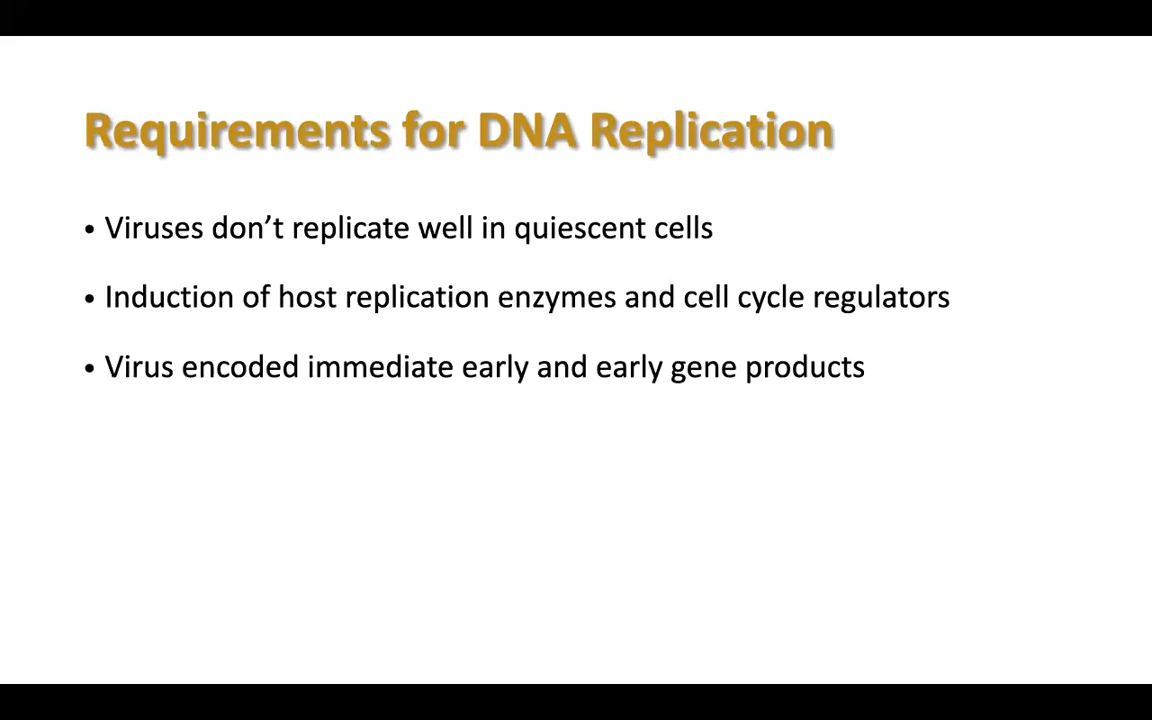 Requirements for DNA Replication
• Viruses don’t replicate well in quiescent cells
• Induction of host replication enzymes and cell cycle regulators
• Virus encoded immediate early and early gene products